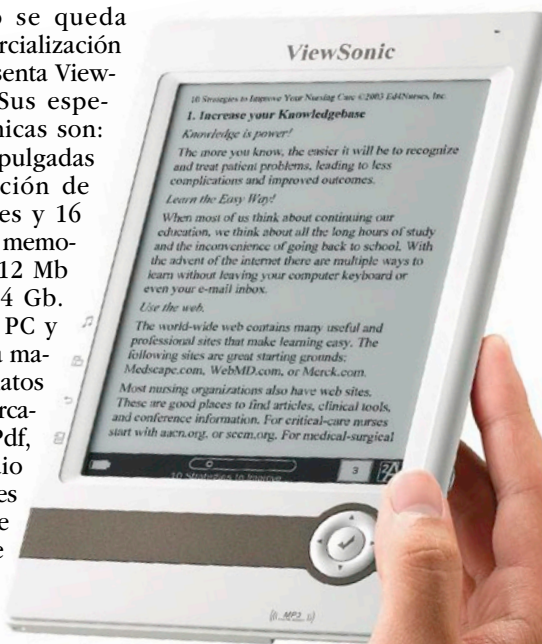 o se queda
rcialización
senta View-
Sus espe-
nicas son:
pulgadas
ción de
es y 16
memo-
12 Mb
4 Gb.
PC y
a ma-
atos
rca-
Pdf,
dio
es
e
e
ViewSonic
10 Strategies to Improve Your Nursing Care ©2003 Ed4Nurses, Inc.
1. Increase your Knowledgebase
Knowledge is power!
The more you know, the easier it will be to recognize
and treat patient problems, leading to less
complications and improved outcomes.
Learn the Easy Way!
When most of us think about continuing our
education, we think about all the long hours of study
and the inconvenience of going back to school. With
the advent of the internet there are multiple ways to
learn without leaving your computer keyboard or
even your e-mail inbox.
Use the web.
The world-wide web contains many useful and
professional sites that make learning easy. The
following sites are great starting grounds:
Medscape.com, WebMD.com, or Merck.com.
Most nursing organizations also have web sites.
These are good places to find articles, clinical tools,
and conference information. For critical-care nurses
start with aacn.org, or sccm.org. For medical-surgical
10 Strategies to Improve
3
MP3